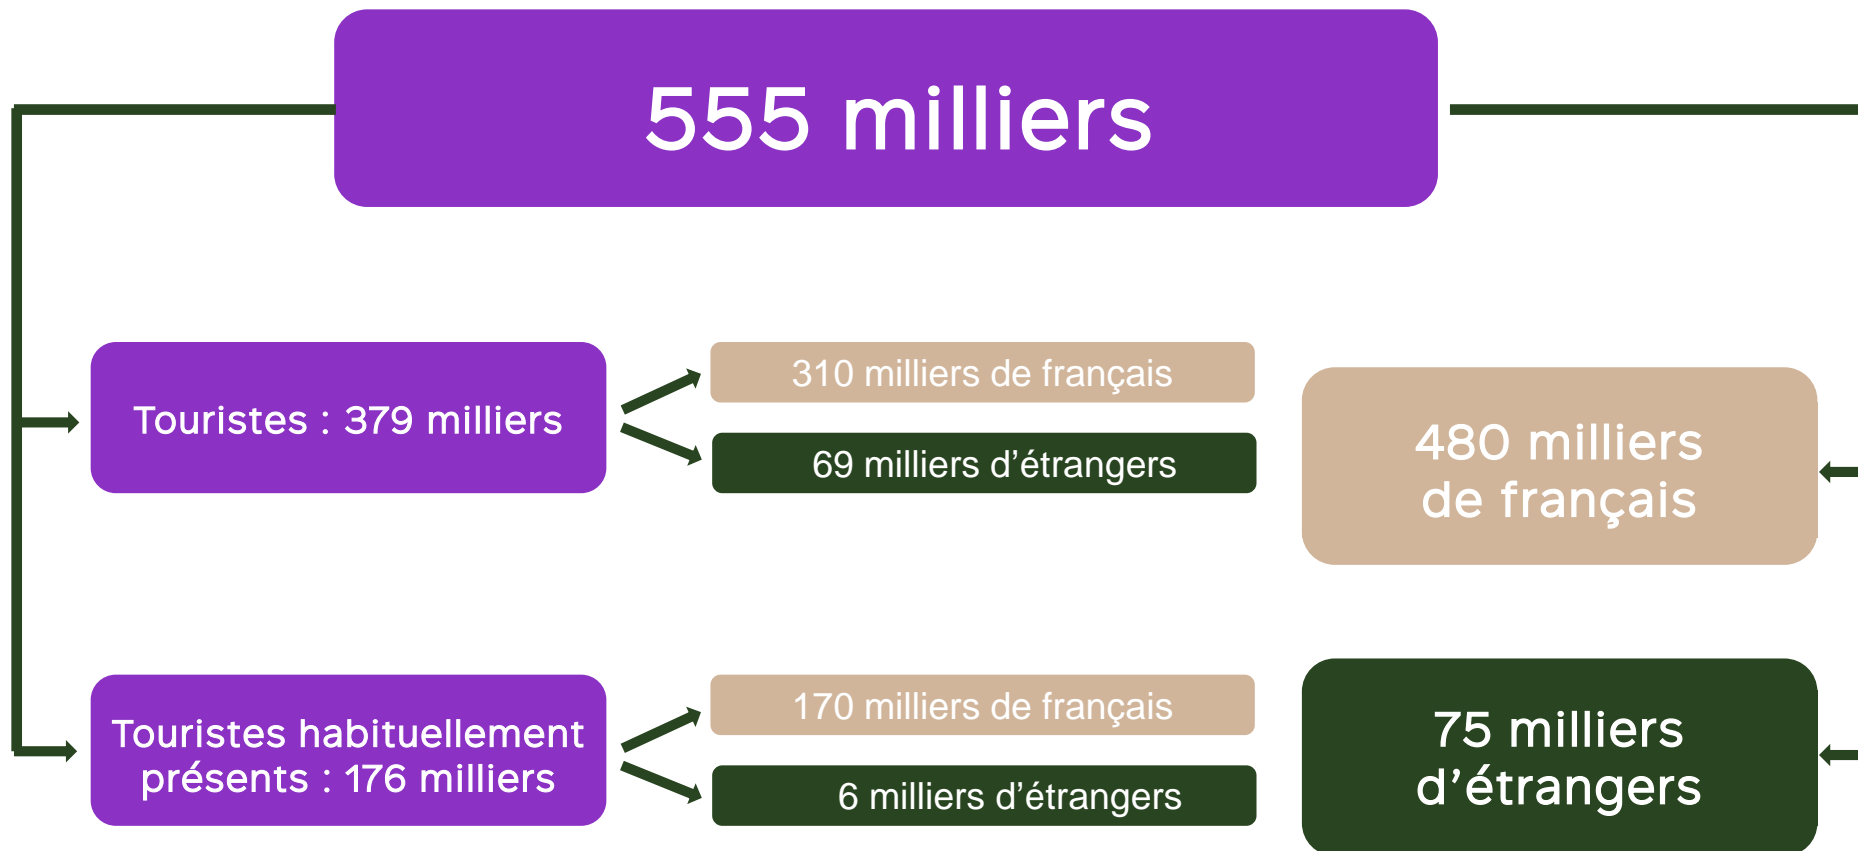 555 milliers
Touristes : 379 milliers
310 milliers de français
69 milliers d’étrangers
480 milliers
de français
Touristes habituellement
présents : 176 milliers
170 milliers de français
6 milliers d’étrangers
75 milliers
d’étrangers